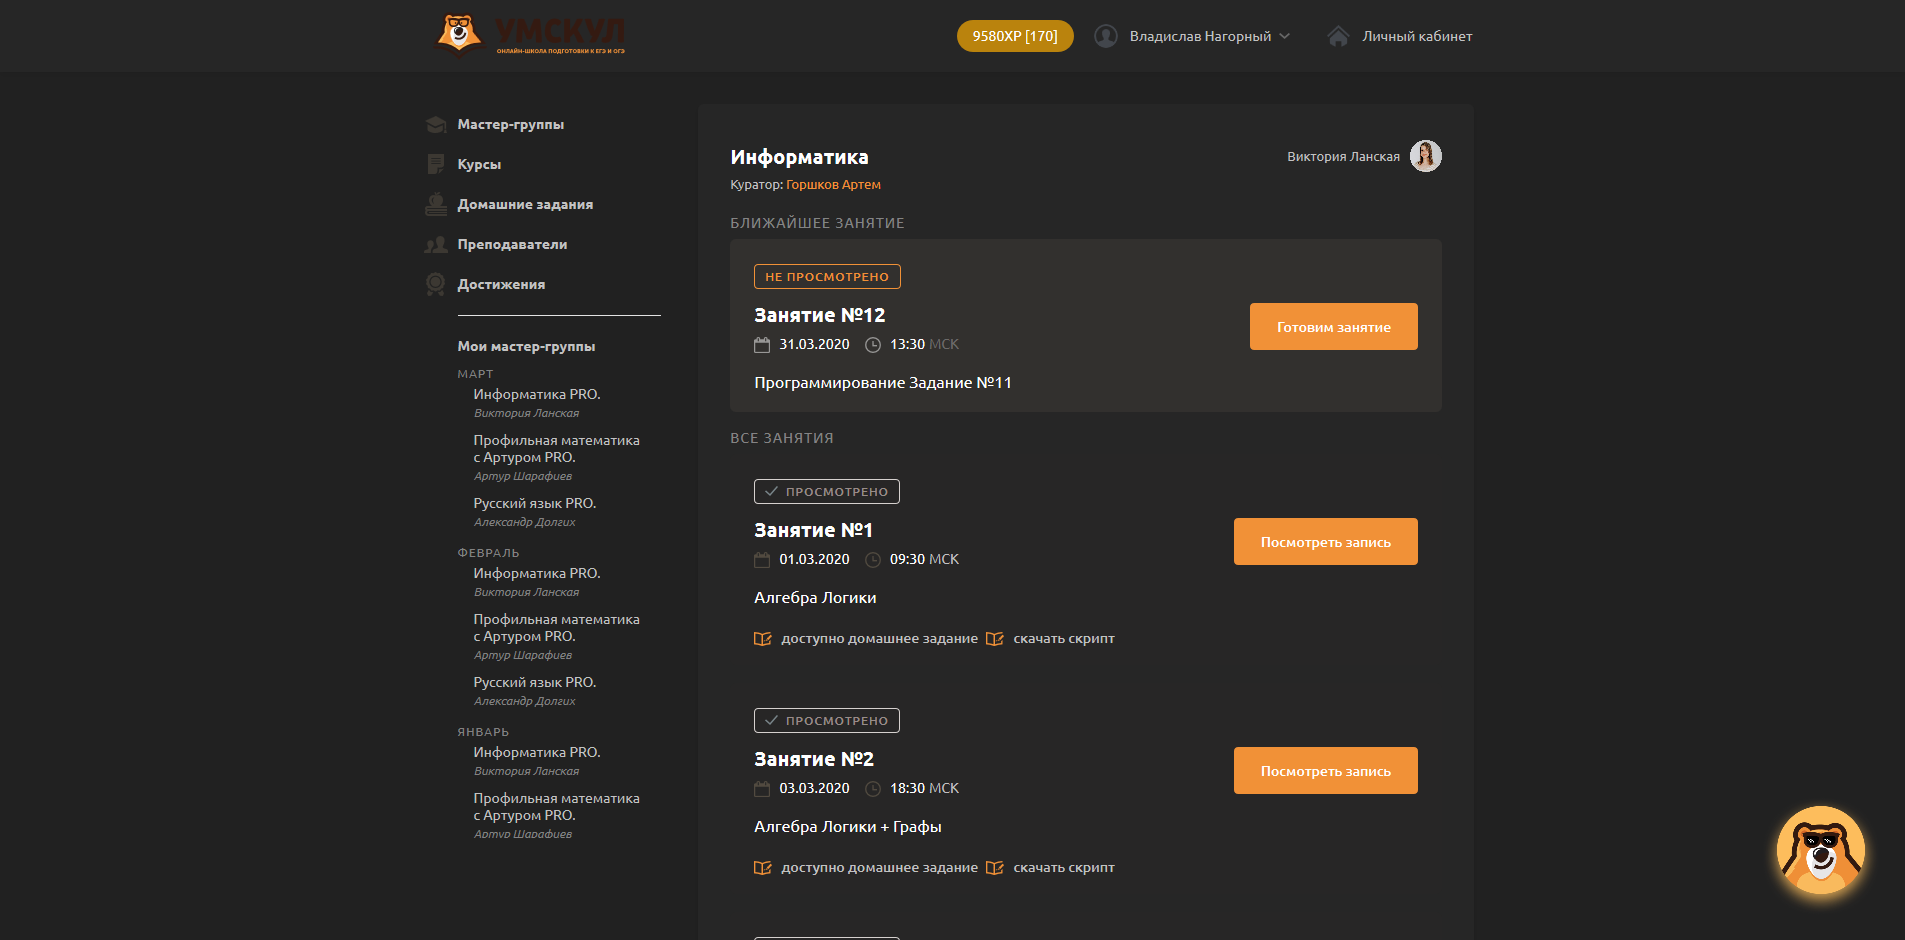 УМСКУЛ
ОНЛАЙН-ШКОЛА ПОДГОТОВКИ К ЕГЭ И ОГЭ
9580XP [170]
Владислав Нагорный
Личный кабинет
Мастер-группы
Курсы
Домашние задания
Преподаватели
Достижения
Мои мастер-группы
МАРТ
Информатика PRO.
Виктория Ланская
Профильная математика
с Артуром PRO.
Артур Шарафиев
Русский язык PRO.
Александр Долгих
ФЕВРАЛЬ
Информатика PRO.
Виктория Ланская
Профильная математика
с Артуром PRO.
Артур Шарафиев
Русский язык PRO.
Александр Долгих
ЯНВАРЬ
Информатика PRO.
Виктория Ланская
Профильная математика
с Артуром PRO.
Артур Шарафиев
Информатика
Виктория Ланская
Куратор: Горшков Артем
БЛИЖАЙШЕЕ ЗАНЯТИЕ
НЕ ПРОСМОТРЕНО
Занятие №12
31.03.2020 13:30 МСК
Готовим занятие
Программирование Задание №11
ВСЕ ЗАНЯТИЯ
ПРОСМОТРЕНО
Занятие №1
01.03.2020 09:30 МСК
Посмотреть запись
Алгебра Логики
доступно домашнее задание скачать скрипт
ПРОСМОТРЕНО
Занятие №2
03.03.2020 18:30 МСК
Посмотреть запись
Алгебра Логики + Графы
доступно домашнее задание скачать скрипт